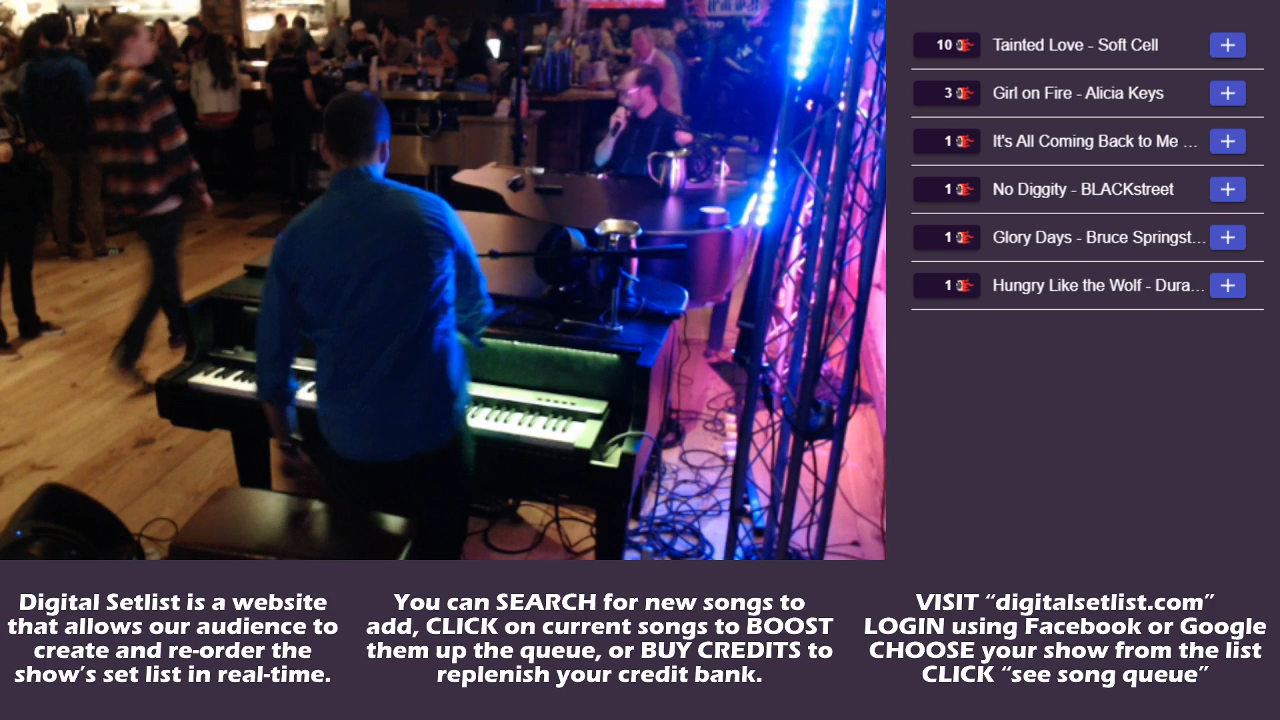 10 Tainted Love - Soft Cell +
3 Girl on Fire - Alicia Keys +
1 It's All Coming Back to Me ... +
1 No Diggity - BLACKstreet +
1 Glory Days - Bruce Springst... +
1 Hungry Like the Wolf - Dura... +
Digital Setlist is a website
that allows our audience to
create and re-order the
show's set list in real-time.
You can SEARCH for new songs to
add, CLICK on current songs to BOOST
them up the queue, or BUY CREDITS to
replenish your credit bank.
VISIT “digitalsetlist.com”
LOGIN using Facebook or Google
CHOOSE your show from the list
CLICK “see song queue”